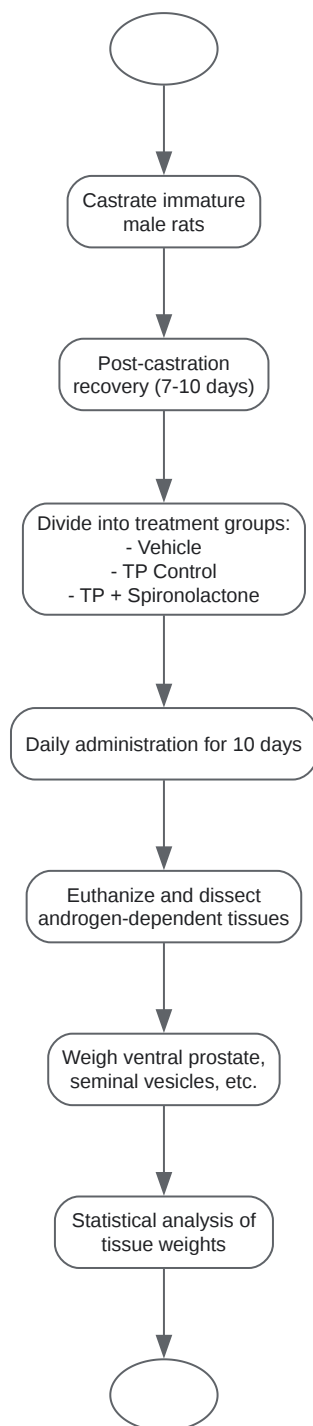 Castrate immature
male rats
Post-castration
recovery (7-10 days)
Divide into treatment groups:
- Vehicle
- TP Control
- TP + Spironolactone
Daily administration for 10 days
Euthanize and dissect
androgen-dependent tissues
Weigh ventral prostate,
seminal vesicles, etc.
Statistical analysis of
tissue weights